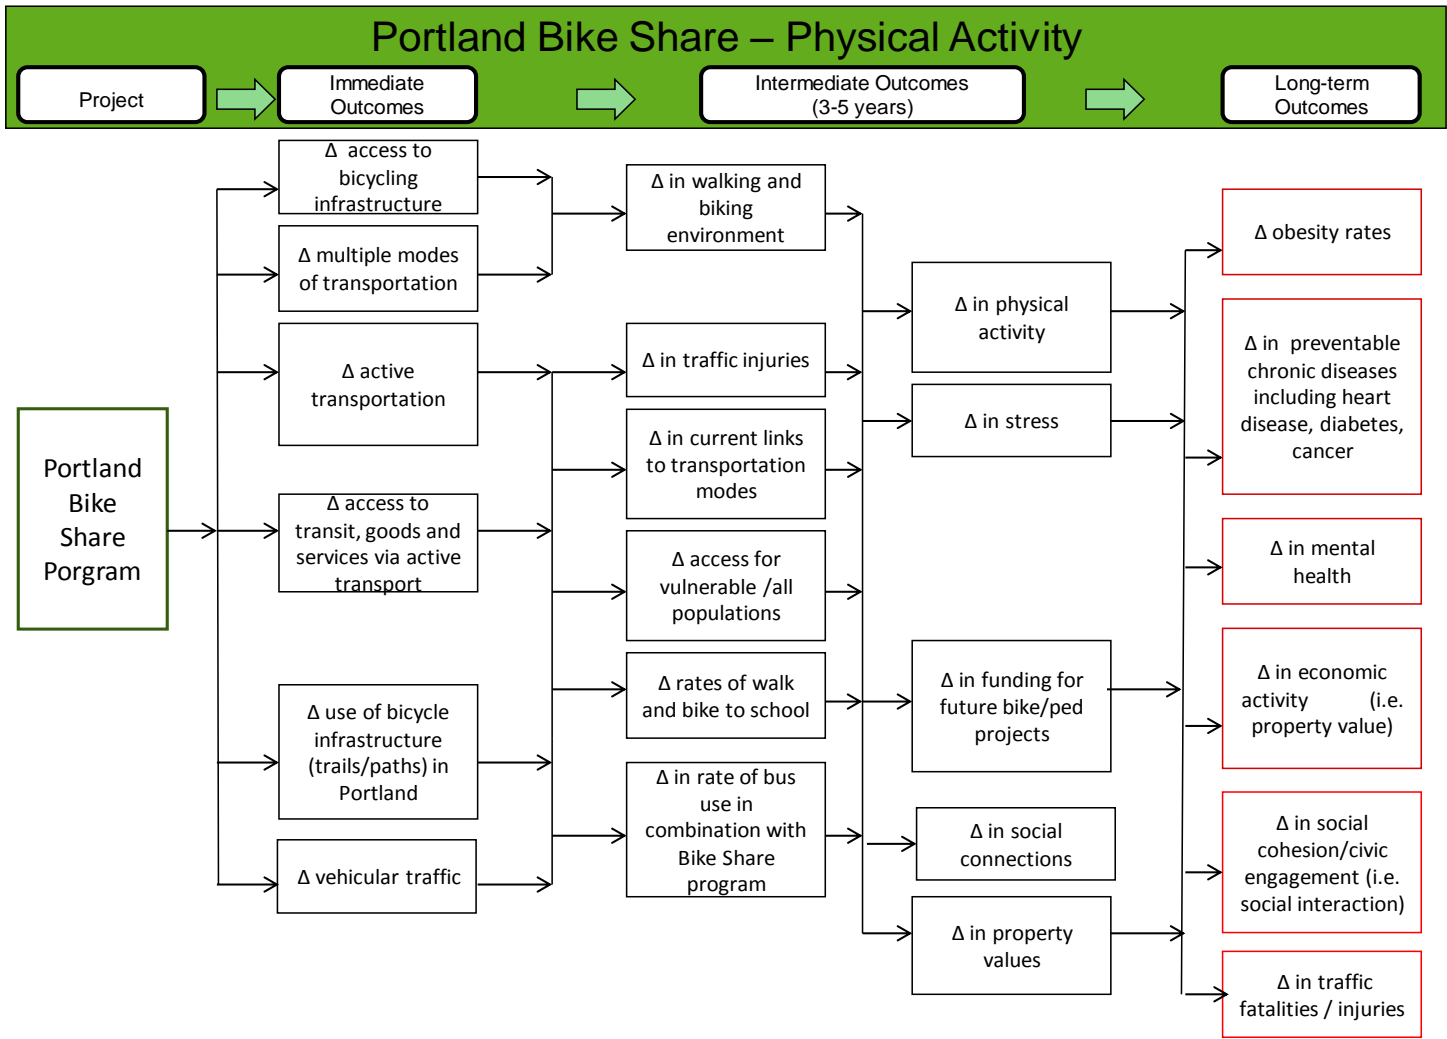 Portland Bike Share – Physical Activity
Project
Immediate
Outcomes
Intermediate Outcomes
(3-5 years)
Long-term
Outcomes
Portland
Bike
Share
Porgram
Δ access to
bicycling
infrastructure
Δ multiple modes
of transportation
Δ active
transportation
Δ access to
transit, goods and
services via active
transport
Δ use of bicycle
infrastructure
(trails/paths) in
Portland
Δ vehicular traffic
Δ in walking and
biking
environment
Δ in traffic injuries
Δ in current links
to transportation
modes
Δ access for
vulnerable /all
populations
Δ rates of walk
and bike to school
Δ in rate of bus
use in
combination with
Bike Share
program
Δ in physical
activity
Δ in stress
Δ in funding for
future bike/ped
projects
Δ in social
connections
Δ in property
values
Δ obesity rates
Δ in preventable
chronic diseases
including heart
disease, diabetes,
cancer
Δ in mental
health
Δ in economic
activity (i.e.
property value)
Δ in social
cohesion/civic
engagement (i.e.
social interaction)
Δ in traffic
fatalities / injuries